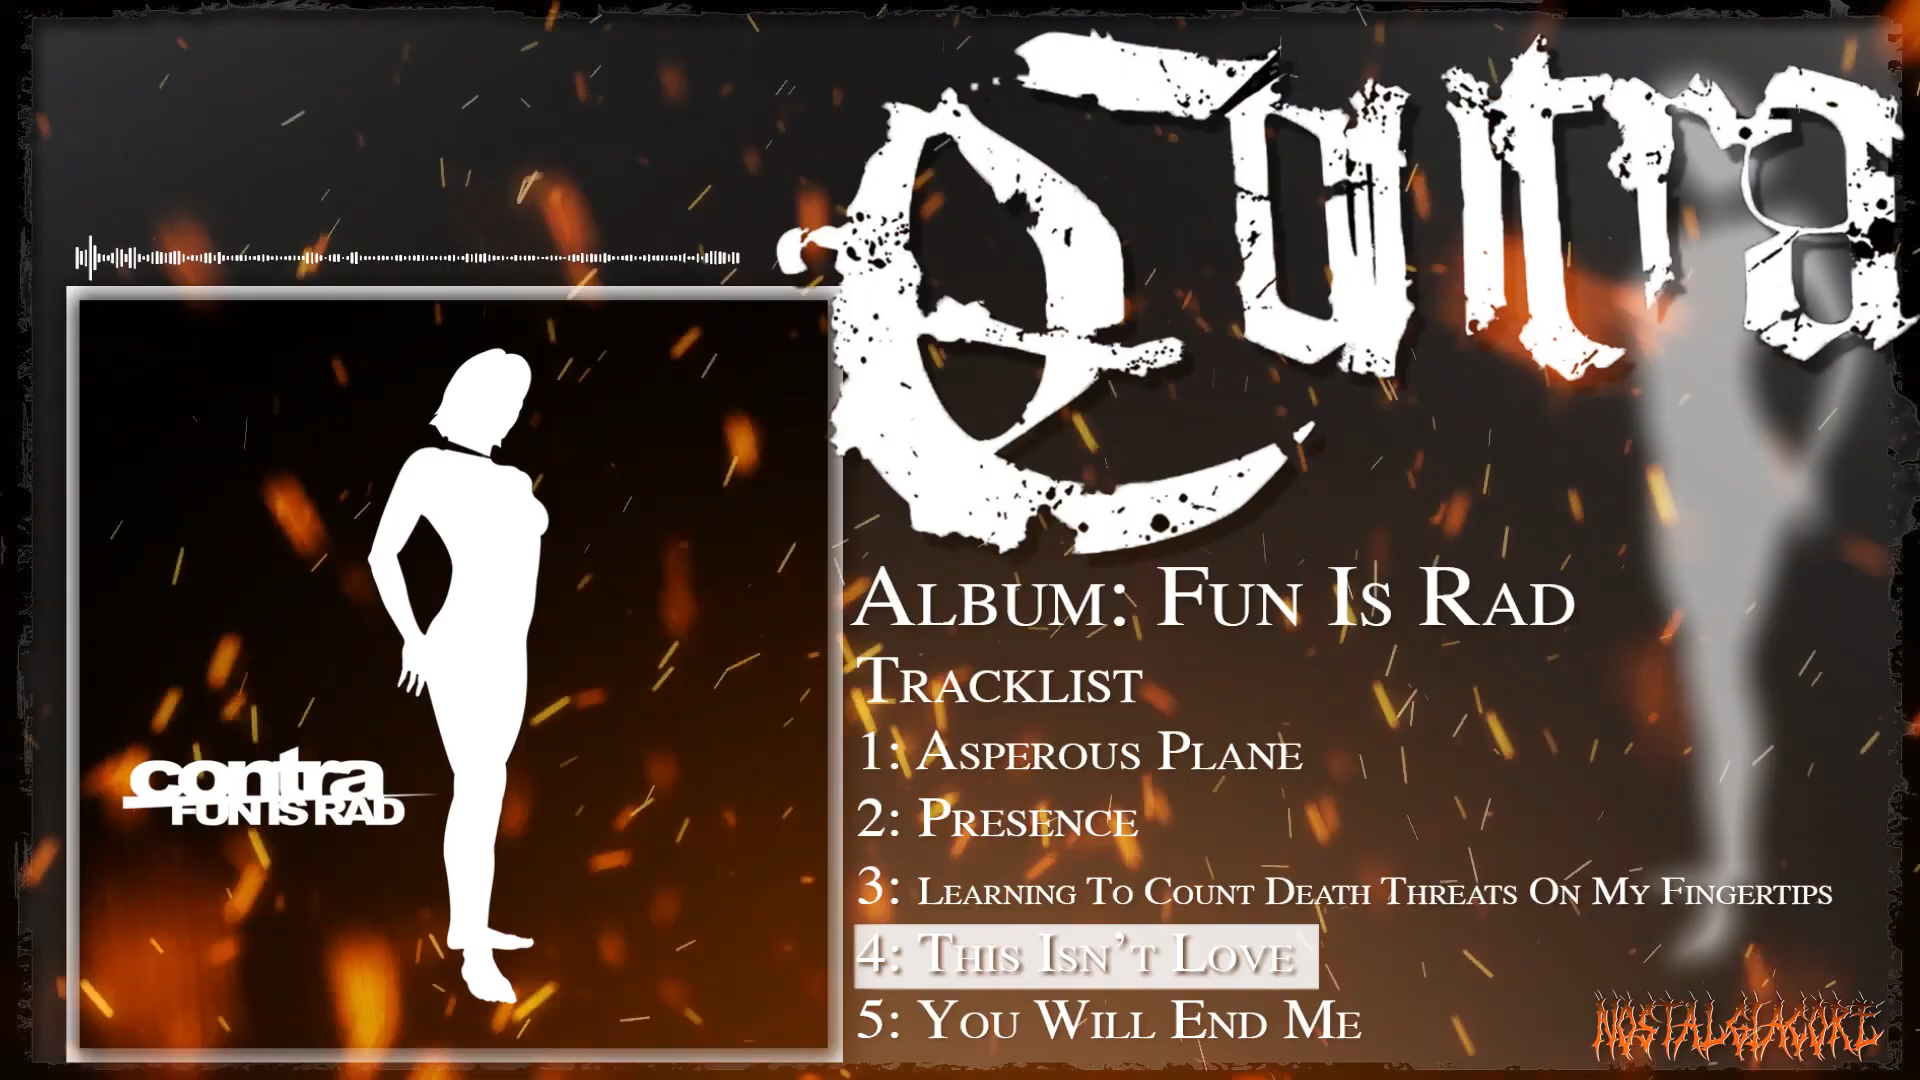 Contra
Album: Fun Is Rad
Tracklist
1: Asperous Plane
2: Presence
3: Learning To Count Death Threats On My Fingertips
4: This Isn't Love
5: You Will End Me
contra
FUN IS RAD
NOSTALGIACORE